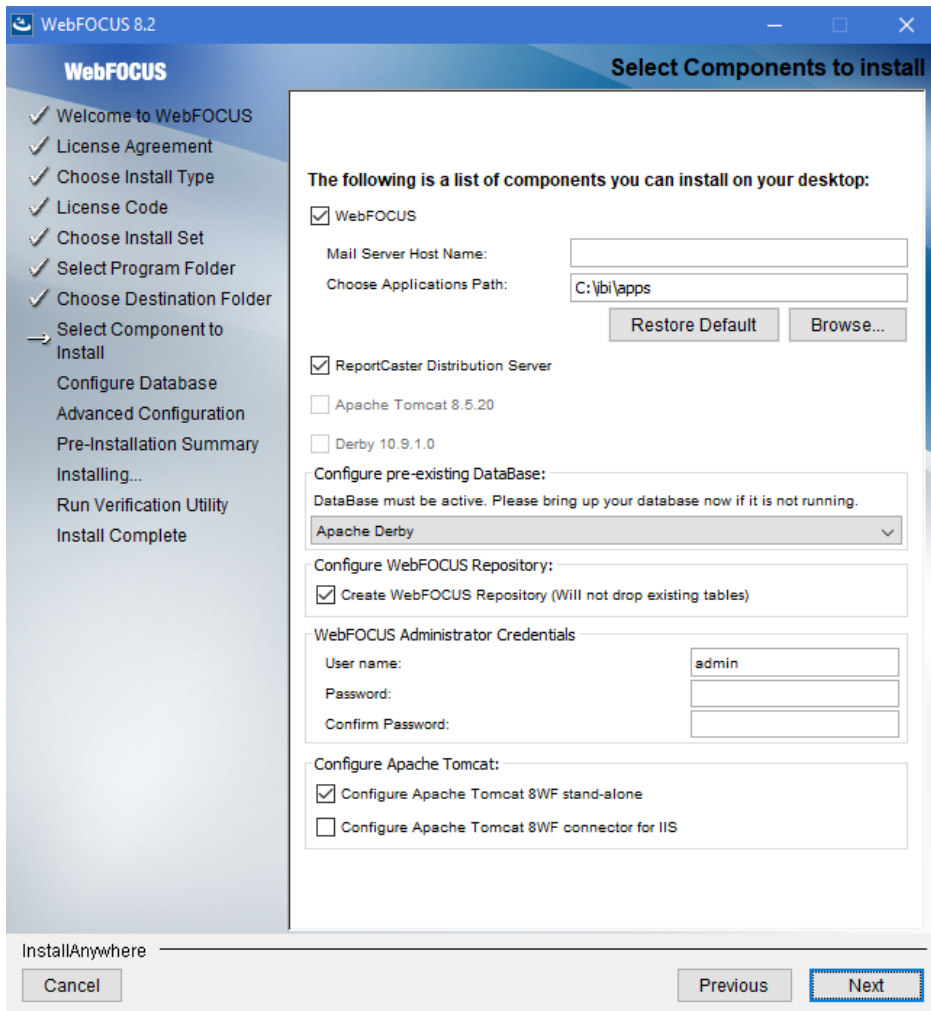 WebFOCUS 8.2
WebFOCUS
Select Components to install
Welcome to WebFOCUS
License Agreement
Choose Install Type
License Code
Choose Install Set
Select Program Folder
Choose Destination Folder
Select Component to
Install
Configure Database
Advanced Configuration
Pre-Installation Summary
Installing...
Run Verification Utility
Install Complete
The following is a list of components you can install on your desktop:
WebFOCUS
Mail Server Host Name:
Choose Applications Path:
C:\ibi\apps
Restore Default
Browse...
ReportCaster Distribution Server
Apache Tomcat 8.5.20
Derby 10.9.1.0
Configure pre-existing DataBase:
DataBase must be active. Please bring up your database now if it is not running.
Apache Derby
Configure WebFOCUS Repository:
Create WebFOCUS Repository (Will not drop existing tables)
WebFOCUS Administrator Credentials
User name:
admin
Password:
Confirm Password:
Configure Apache Tomcat:
Configure Apache Tomcat 8WF stand-alone
Configure Apache Tomcat 8WF connector for IIS
InstallAnywhere
Cancel
Previous
Next